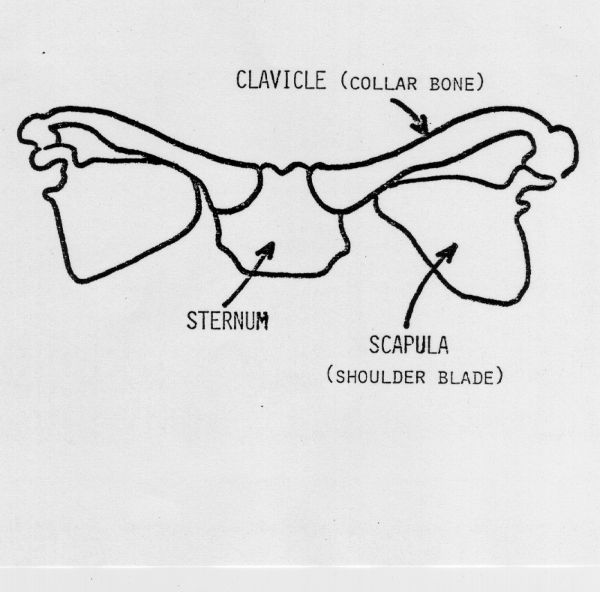 CLAVICLE (COLLAR BONE)
STERNUM
SCAPULA
(SHOULDER BLADE)